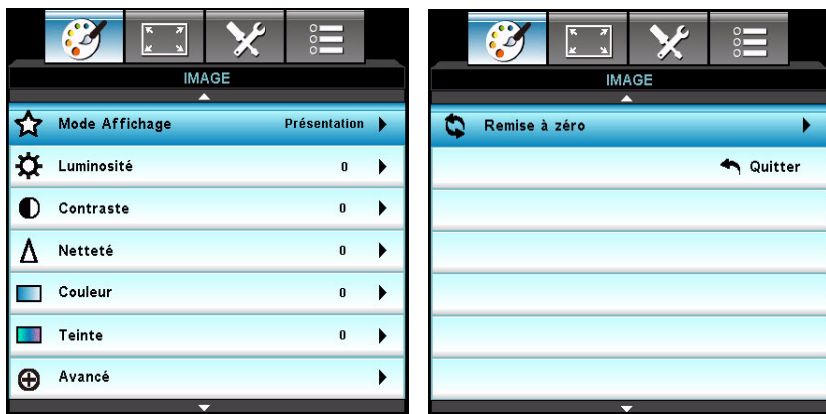 IMAGE
Mode Affichage Présentation
Luminosité 0
Contraste 0
Netteté 0
Couleur 0
Teinte 0
Avancé
IMAGE
Remise à zéro
Quitter